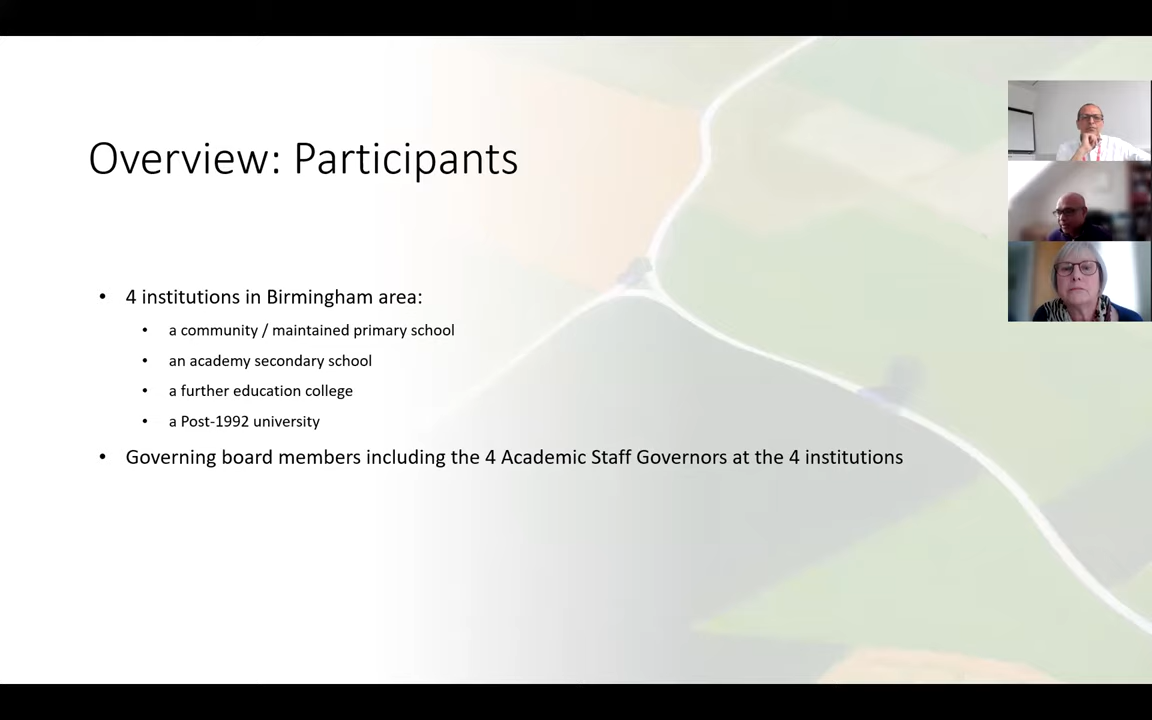 Overview: Participants
• 4 institutions in Birmingham area:
• a community / maintained primary school
• an academy secondary school
• a further education college
• a Post-1992 university
• Governing board members including the 4 Academic Staff Governors at the 4 institutions